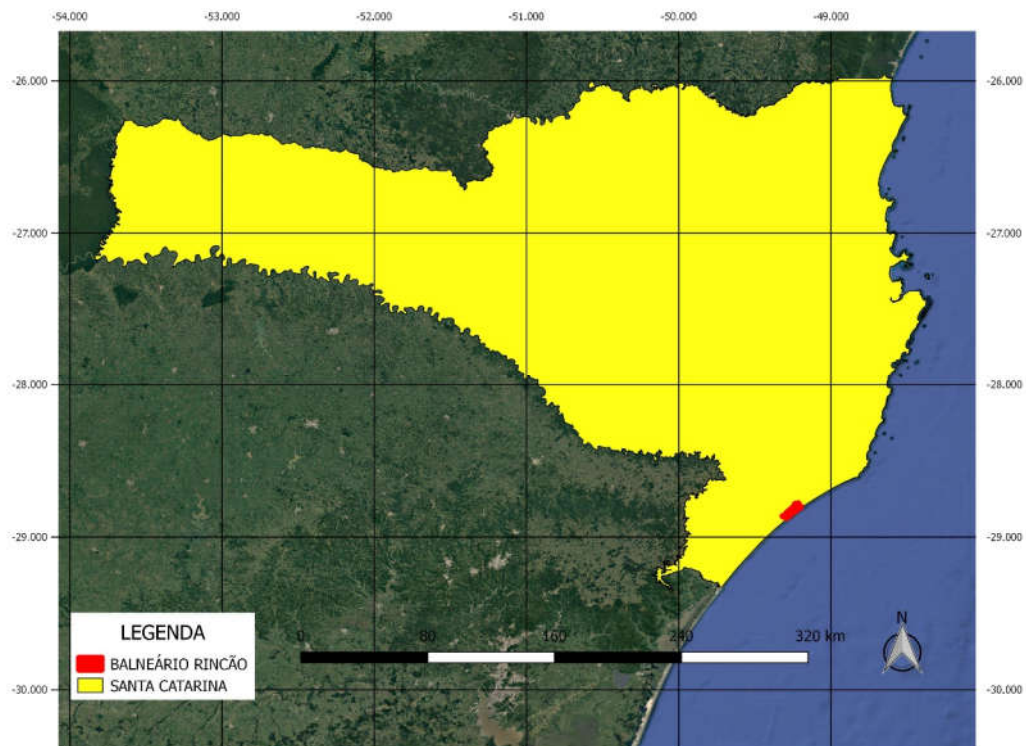 -54.000 -53.000 -52.000 -51.000 -50.000 -49.000
-26.000 -26.000
-27.000 -27.000
-28.000 -28.000
-29.000 -29.000
LEGENDA
BALNEÁRIO RINCÃO
SANTA CATARINA
0 80 160 240 320 km
N
-30.000 -30.000